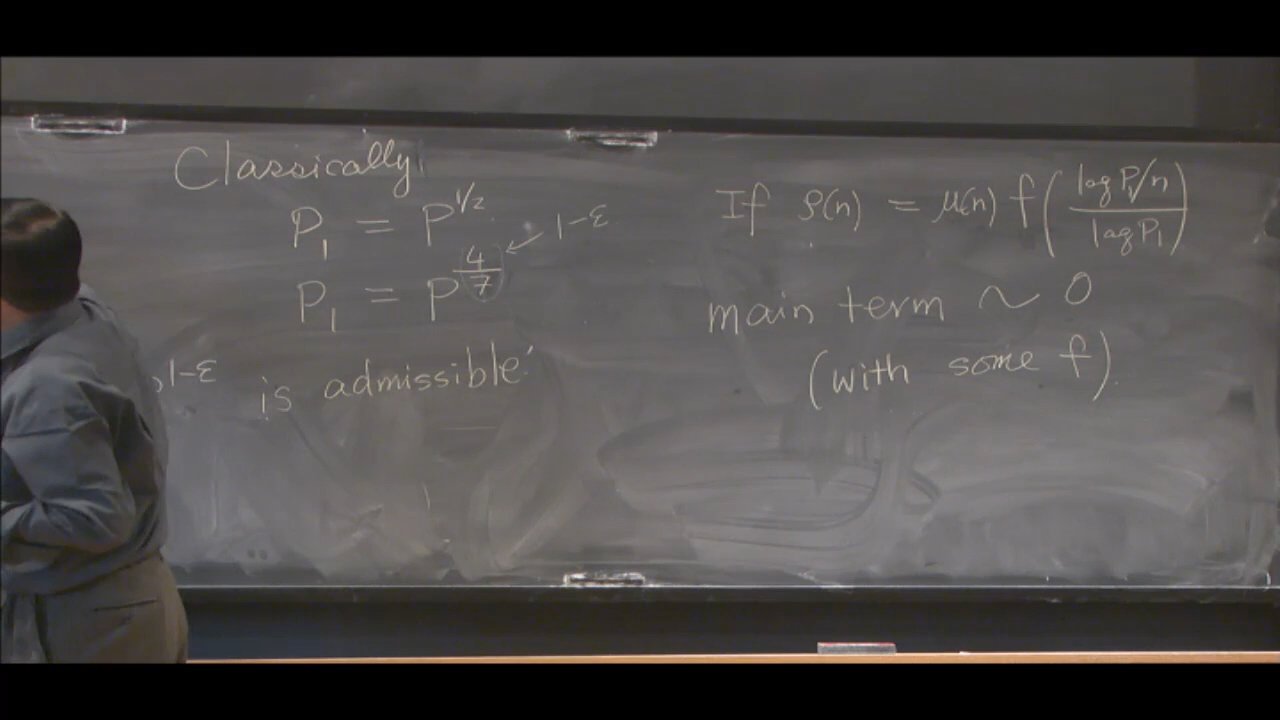 Classically
P₁ = P^{1/2}
P₁ = P^{4/7} ← 1-ε
1-ε is admissible.
If ρ(n) = μ(n) f( \frac{log P₁/n}{log P₁} )
main term ~ 0
(with some f).